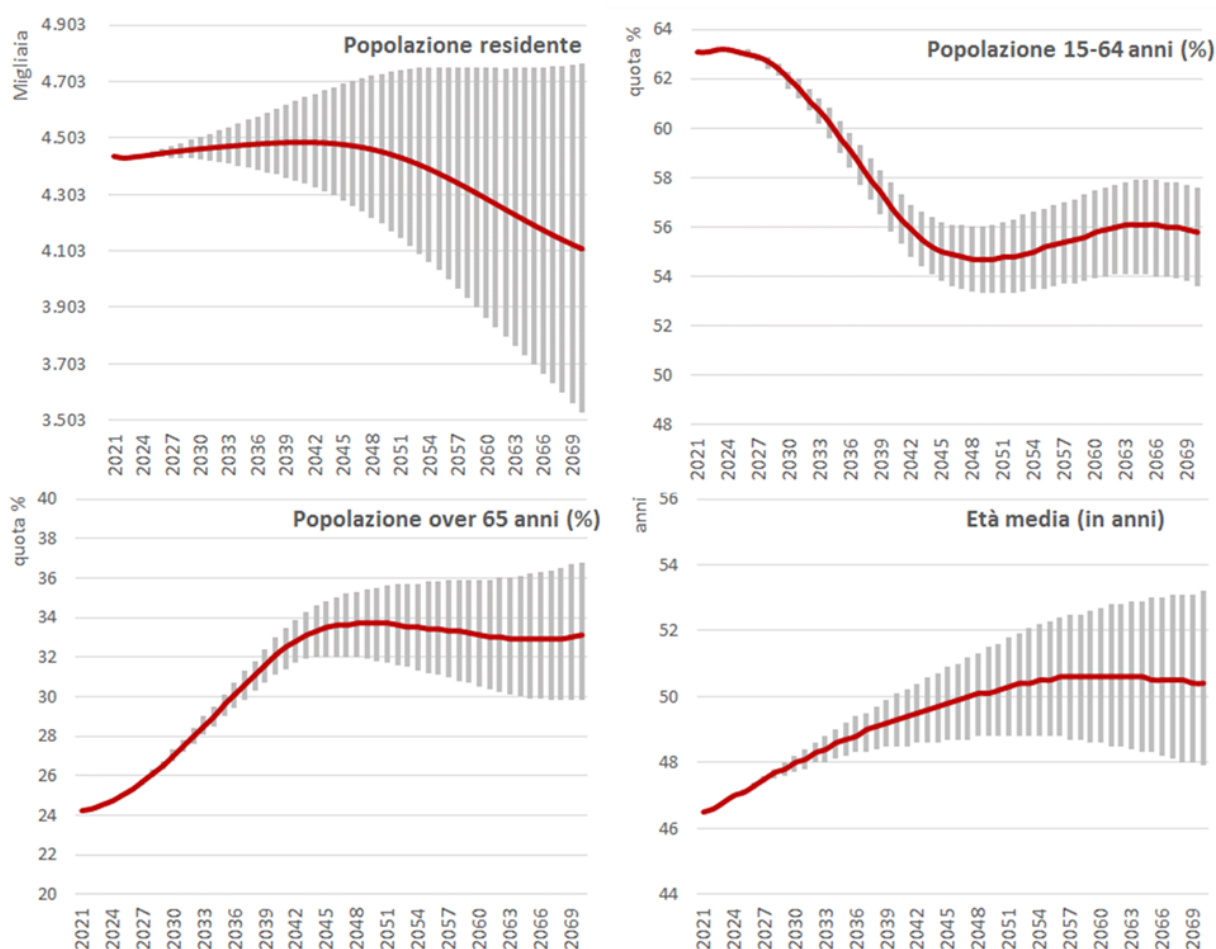 Popolazione residente
Migliaia
4.903
4.703
4.503
4.303
4.103
3.903
3.703
3.503
2021 2024 2027 2030 2033 2036 2039 2042 2045 2048 2051 2054 2057 2060 2063 2066 2069
Popolazione 15-64 anni (%)
quota %
64
62
60
58
56
54
52
50
48
2021 2024 2027 2030 2033 2036 2039 2042 2045 2048 2051 2054 2057 2060 2063 2066 2069
Popolazione over 65 anni (%)
quota %
40
38
36
34
32
30
28
26
24
22
20
2021 2024 2027 2030 2033 2036 2039 2042 2045 2048 2051 2054 2057 2060 2063 2066 2069
Età media (in anni)
anni
56
54
52
50
48
46
44
2021 2024 2027 2030 2033 2036 2039 2042 2045 2048 2051 2054 2057 2060 2063 2066 2069